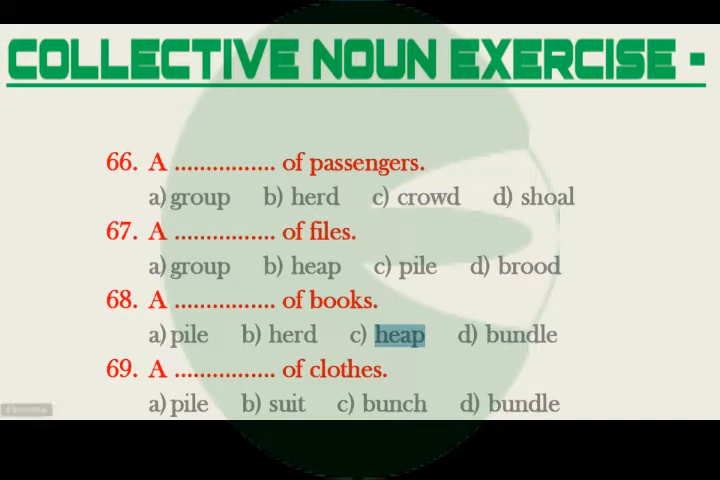 COLLECTIVE NOUN EXERCISE -
66. A ................ of passengers.
a) group b) herd c) crowd d) shoal
67. A ................ of files.
a) group b) heap c) pile d) brood
68. A ................ of books.
a) pile b) herd c) heap d) bundle
69. A ................ of clothes.
a) pile b) suit c) bunch d) bundle